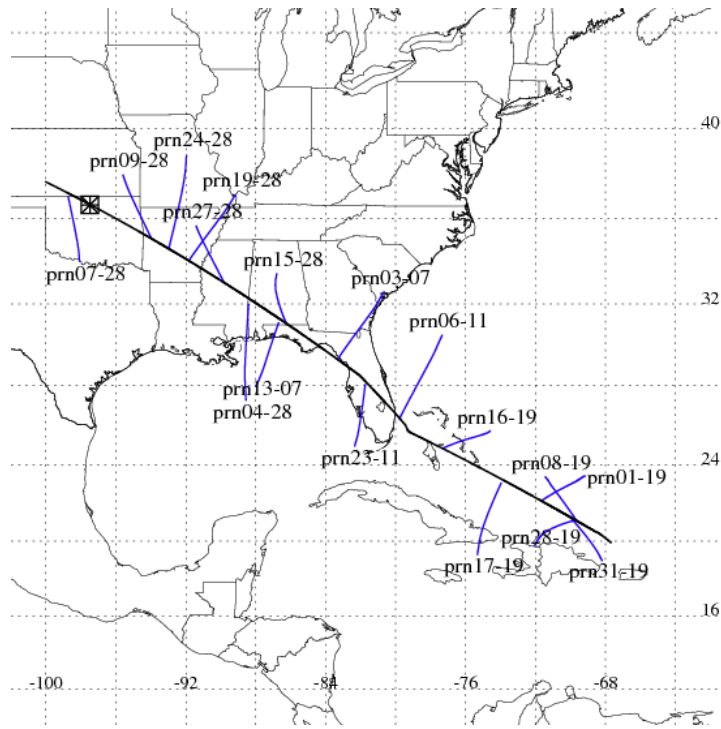 40
prn24-28
prn09-28
prn19-28
prn27-28
prn15-28
prn07-28
prn03-07
32
prn06-11
prn13-07
prn04-28
prn16-19
prn23-11
24
prn08-19
prn01-19
prn28-19
prn17-19
prn31-19
16
-100
-92
-84
-76
-68